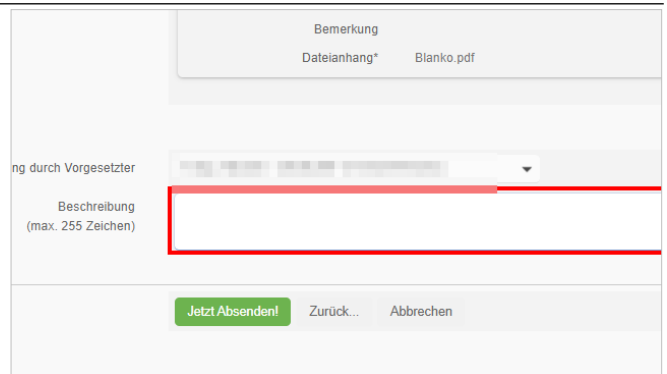 Bemerkung
Dateianhang* Blanko.pdf
ng durch Vorgesetzter
Beschreibung
(max. 255 Zeichen)
Jetzt Absenden! Zurück... Abbrechen